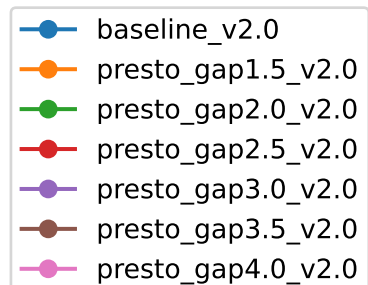 baseline_v2.0
presto_gap1.5_v2.0
presto_gap2.0_v2.0
presto_gap2.5_v2.0
presto_gap3.0_v2.0
presto_gap3.5_v2.0
presto_gap4.0_v2.0